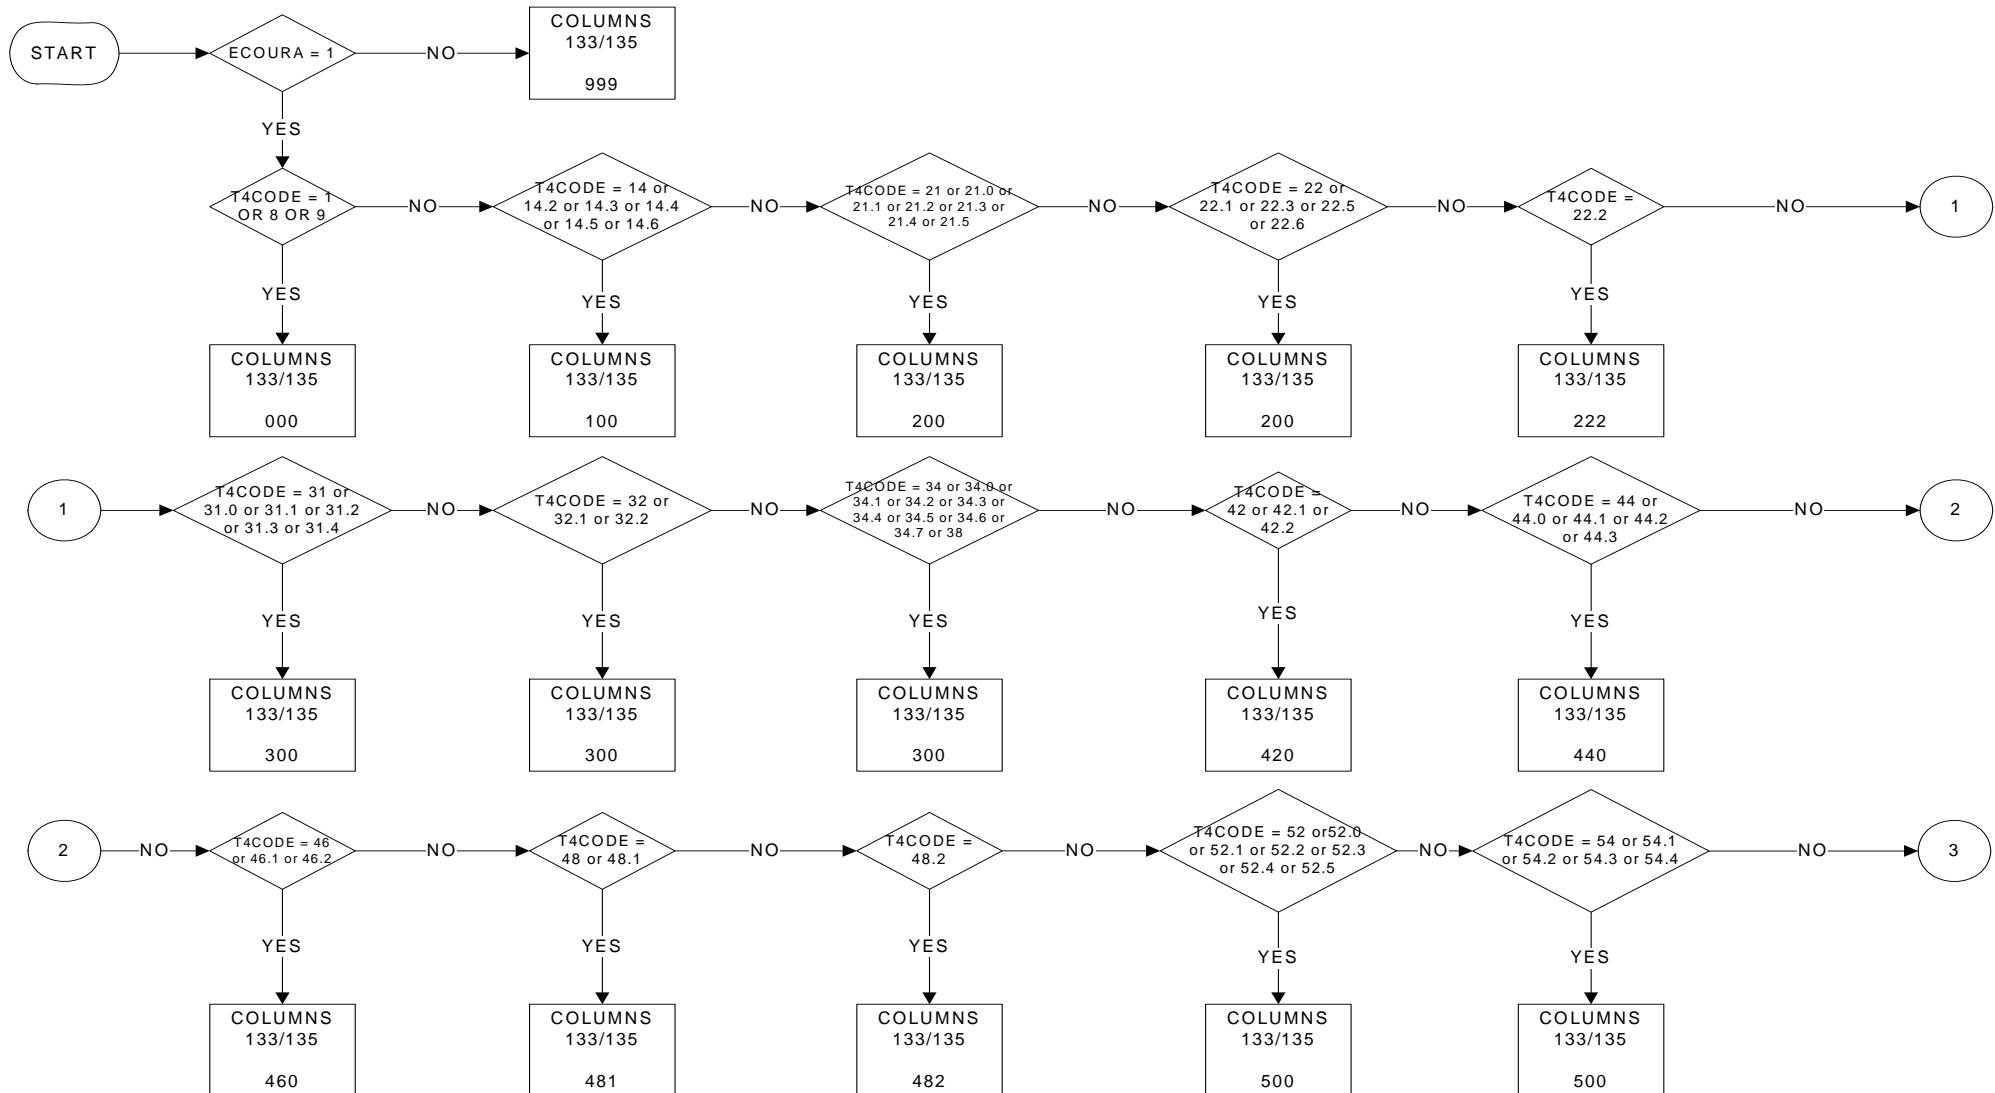 START
ECOURA = 1
NO
COLUMNS
133/135
999
YES
T4CODE = 1
OR 8 OR 9
NO
T4CODE = 14 or
14.2 or 14.3 or 14.4
or 14.5 or 14.6
NO
T4CODE = 21 or 21.0 or
21.1 or 21.2 or 21.3 or
21.4 or 21.5
NO
T4CODE = 22 or
22.1 or 22.3 or 22.5
or 22.6
NO
T4CODE =
22.2
NO
1
YES
YES
YES
YES
YES
COLUMNS
133/135
000
COLUMNS
133/135
100
COLUMNS
133/135
200
COLUMNS
133/135
200
COLUMNS
133/135
222
1
T4CODE = 31 or
31.0 or 31.1 or 31.2
or 31.3 or 31.4
NO
T4CODE = 32 or
32.1 or 32.2
NO
T4CODE = 34 or 34.0 or
34.1 or 34.2 or 34.3 or
34.4 or 34.5 or 34.6 or
34.7 or 38
NO
T4CODE =
42 or 42.1 or
42.2
NO
T4CODE = 44 or
44.0 or 44.1 or 44.2
or 44.3
NO
2
YES
YES
YES
YES
YES
COLUMNS
133/135
300
COLUMNS
133/135
300
COLUMNS
133/135
300
COLUMNS
133/135
420
COLUMNS
133/135
440
2
NO
T4CODE = 46
or 46.1 or 46.2
NO
T4CODE =
48 or 48.1
NO
T4CODE =
48.2
NO
T4CODE = 52 or52.0
or 52.1 or 52.2 or 52.3
or 52.4 or 52.5
NO
T4CODE = 54 or 54.1
or 54.2 or 54.3 or 54.4
NO
3
YES
YES
YES
YES
YES
COLUMNS
133/135
460
COLUMNS
133/135
481
COLUMNS
133/135
482
COLUMNS
133/135
500
COLUMNS
133/135
500